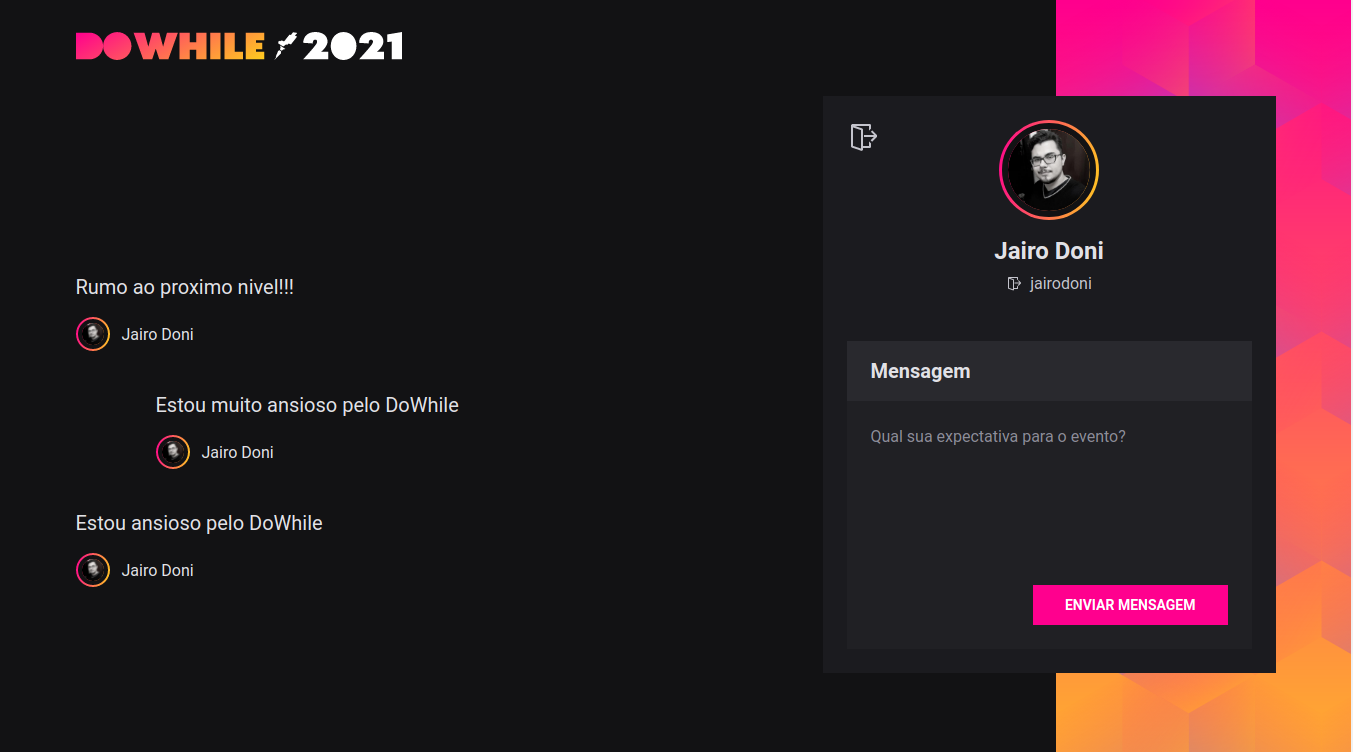 DOWHILE 2021
Rumo ao proximo nivel!!!
Jairo Doni
Estou muito ansioso pelo DoWhile
Jairo Doni
Estou ansioso pelo DoWhile
Jairo Doni
Jairo Doni
jairodoni
Mensagem
Qual sua expectativa para o evento?
ENVIAR MENSAGEM